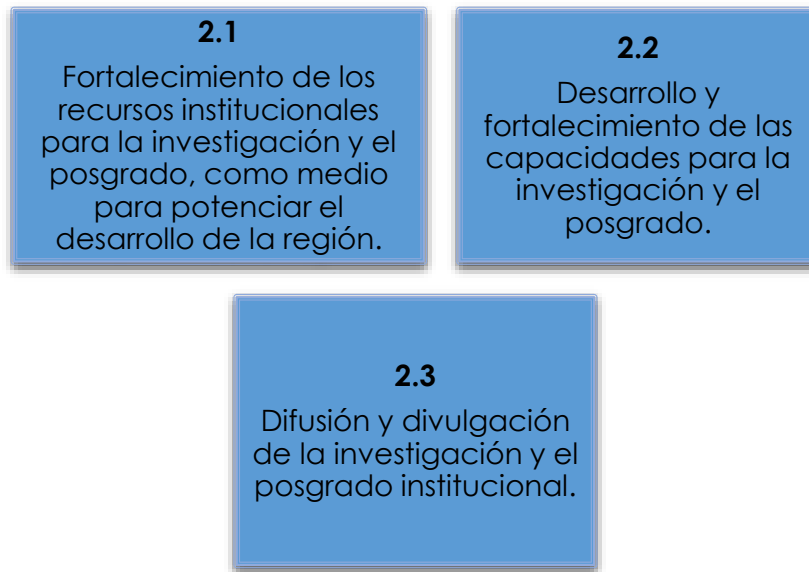 2.1
Fortalecimiento de los
recursos institucionales
para la investigación y el
posgrado, como medio
para potenciar el
desarrollo de la región.
2.2
Desarrollo y
fortalecimiento de las
capacidades para la
investigación y el
posgrado.
2.3
Difusión y divulgación
de la investigación y el
posgrado institucional.